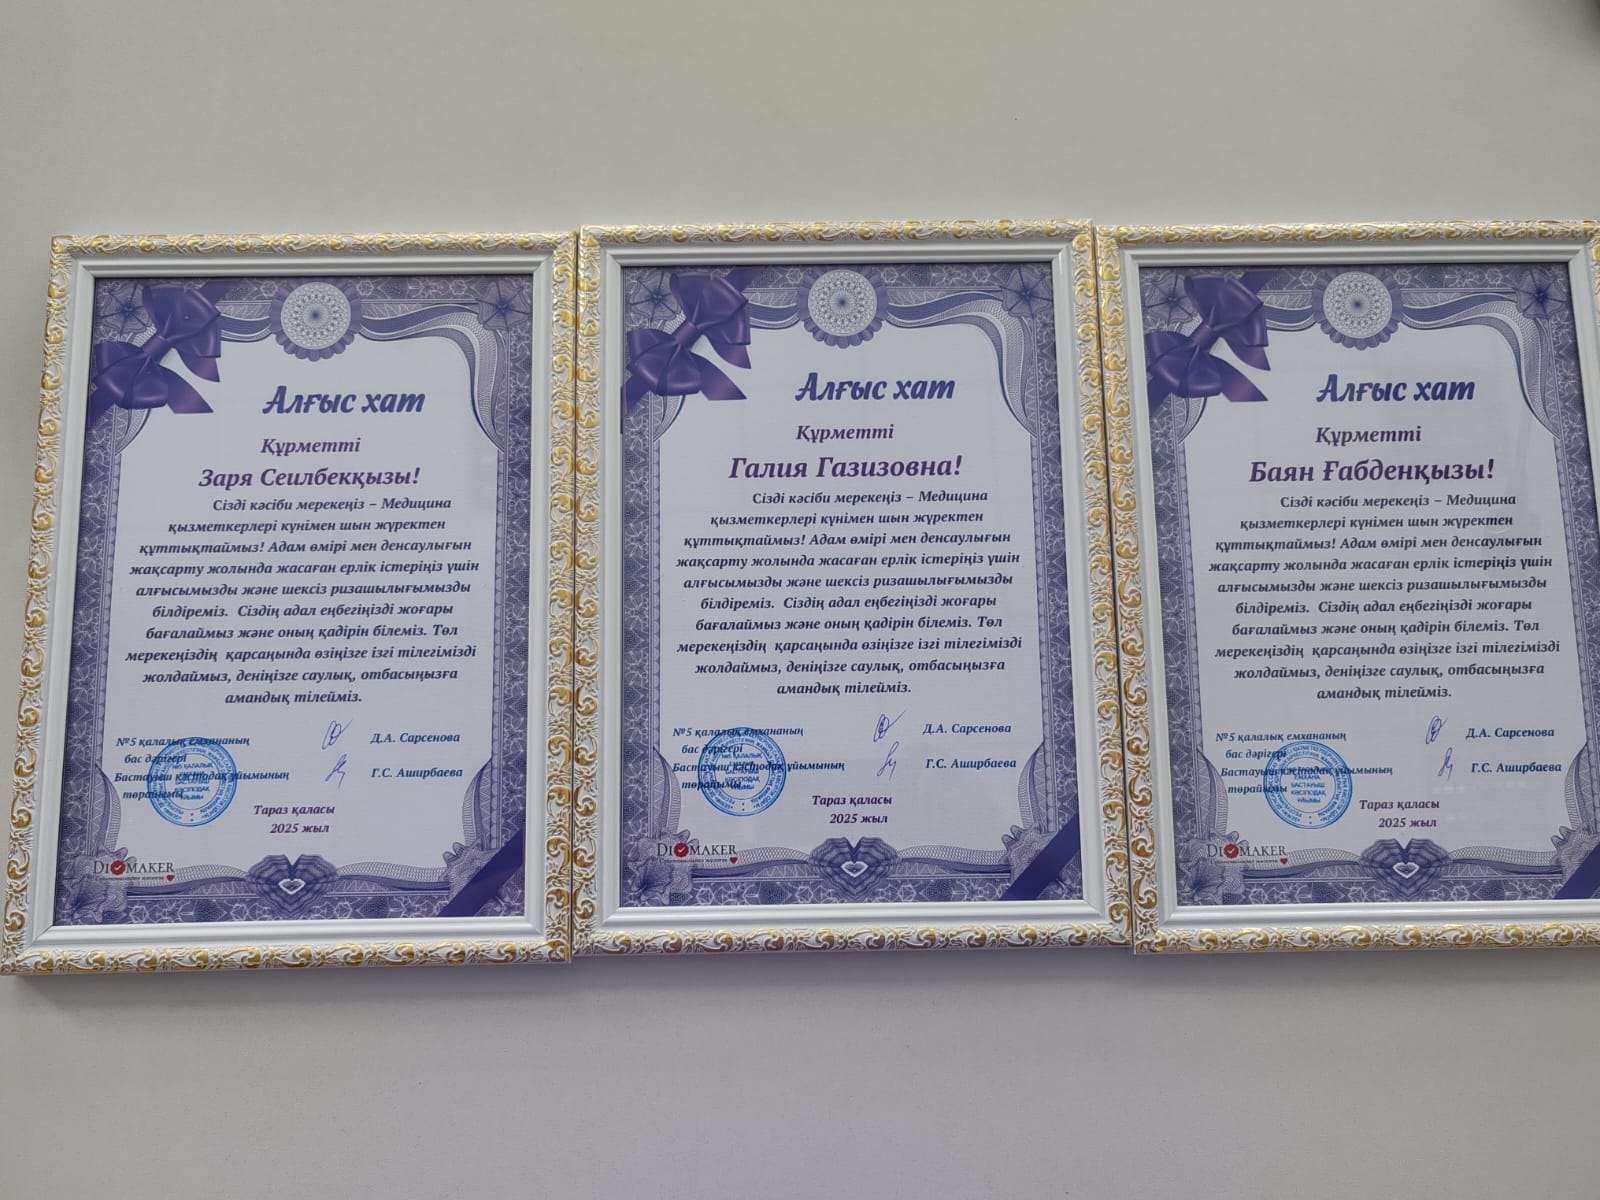 Алғыс хат
Құрметті
Заря Сеилбекқызы!
Сізді кәсіби мерекеңіз – Медицина
қызметкерлері күнімен шын жүректен
құттықтаймыз! Адам өмірі мен денсаулығын
жақсарту жолында жасаған ерлік істеріңіз үшін
алғысымызды және шексіз ризашылығымызды
білдіреміз. Сіздің адал еңбегіңізді жоғары
бағалаймыз және оның қадірін білеміз. Төл
мерекеңіздің қарсаңында өзіңізге ізгі тілегімізді
жолдаймыз, деніңізге саулық, отбасыңызға
амандық тілейміз.
№5 қалалық емхананың
бас дәрігері
Д.А. Сарсенова
Бастауыш кәсіподақ ұйымының
төрайымы
Г.С. Аширбаева
Тараз қаласы
2025 жыл
DIPMAKER
Алғыс хат
Құрметті
Галия Газизовна!
Сізді кәсіби мерекеңіз – Медицина
қызметкерлері күнімен шын жүректен
құттықтаймыз! Адам өмірі мен денсаулығын
жақсарту жолында жасаған ерлік істеріңіз үшін
алғысымызды және шексіз ризашылығымызды
білдіреміз. Сіздің адал еңбегіңізді жоғары
бағалаймыз және оның қадірін білеміз. Төл
мерекеңіздің қарсаңында өзіңізге ізгі тілегімізді
жолдаймыз, деніңізге саулық, отбасыңызға
амандық тілейміз.
№5 қалалық емхананың
бас дәрігері
Д.А. Сарсенова
Бастауыш кәсіподақ ұйымының
төрайымы
Г.С. Аширбаева
Тараз қаласы
2025 жыл
DIPMAKER
Алғыс хат
Құрметті
Баян Ғабденқызы!
Сізді кәсіби мерекеңіз – Медицина
қызметкерлері күнімен шын жүректен
құттықтаймыз! Адам өмірі мен денсаулығын
жақсарту жолында жасаған ерлік істеріңіз үшін
алғысымызды және шексіз ризашылығымызды
білдіреміз. Сіздің адал еңбегіңізді жоғары
бағалаймыз және оның қадірін білеміз. Төл
мерекеңіздің қарсаңында өзіңізге ізгі тілегімізді
жолдаймыз, деніңізге саулық, отбасыңызға
амандық тілейміз.
№5 қалалық емхананың
бас дәрігері
Д.А. Сарсенова
Бастауыш кәсіподақ ұйымының
төрайымы
Г.С. Аширбаева
Тараз қаласы
2025 жыл
DIPMAKER